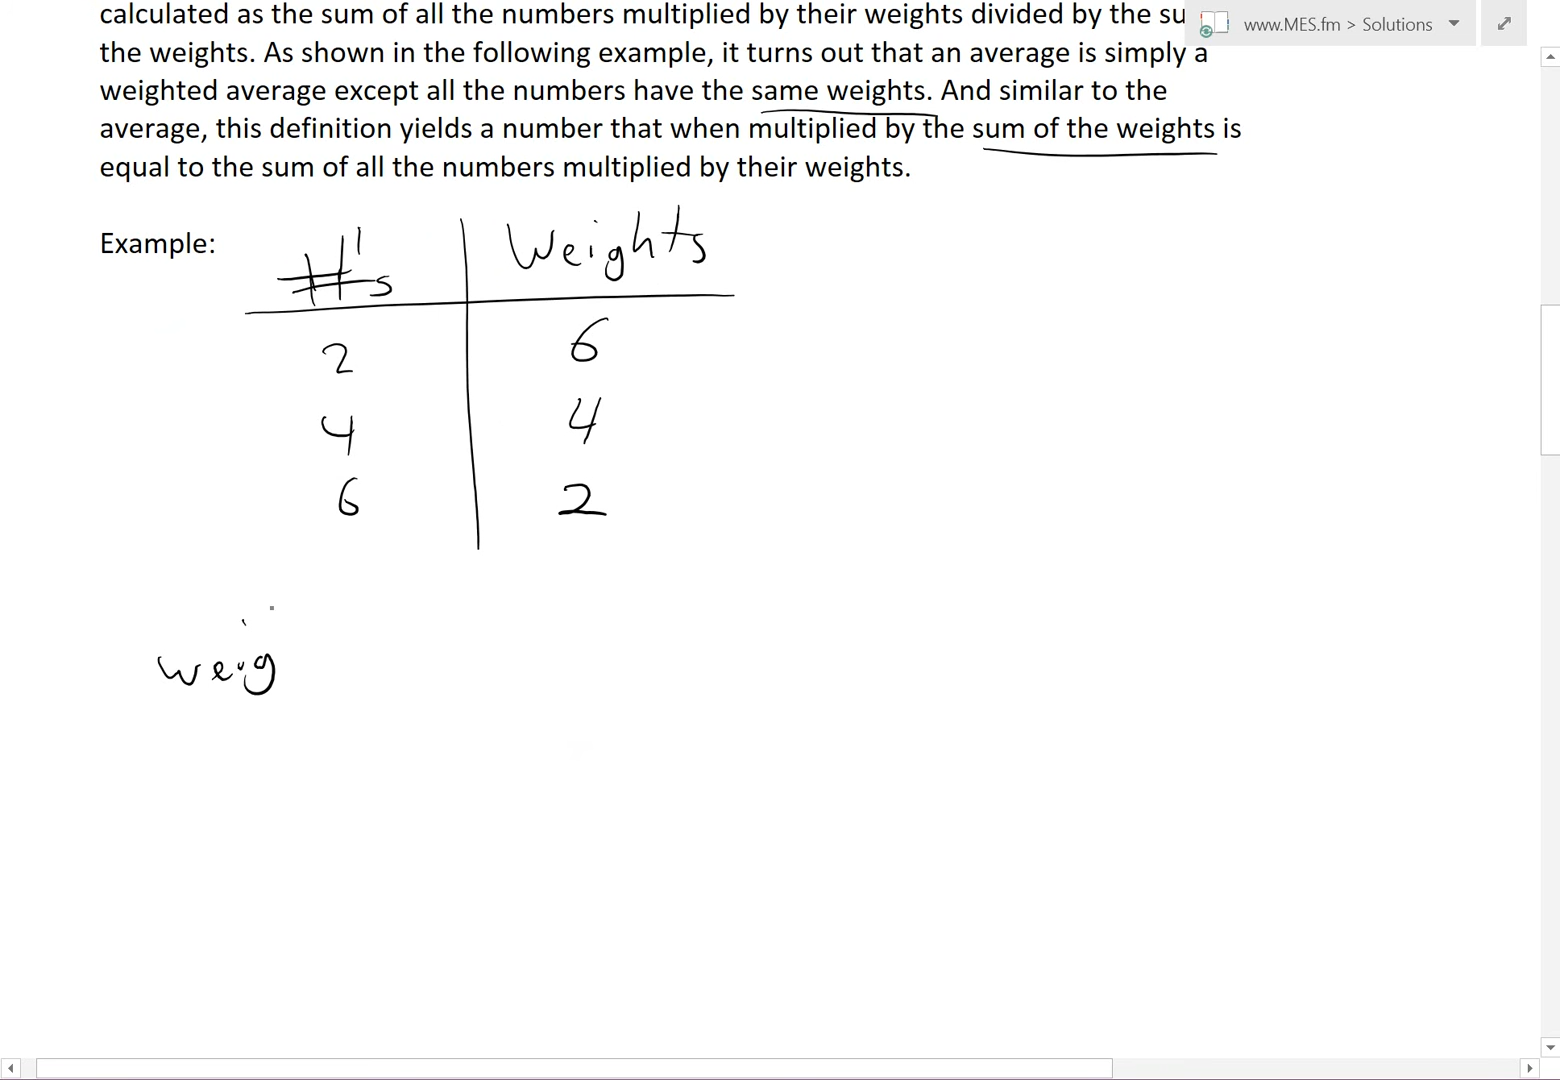 calculated as the sum of all the numbers multiplied by their weights divided by the su
www.MES.fm > Solutions
the weights. As shown in the following example, it turns out that an average is simply a
weighted average except all the numbers have the same weights. And similar to the
average, this definition yields a number that when multiplied by the sum of the weights is
equal to the sum of all the numbers multiplied by their weights.
Example:
#'s Weights
2 6
4 4
6 2
weig